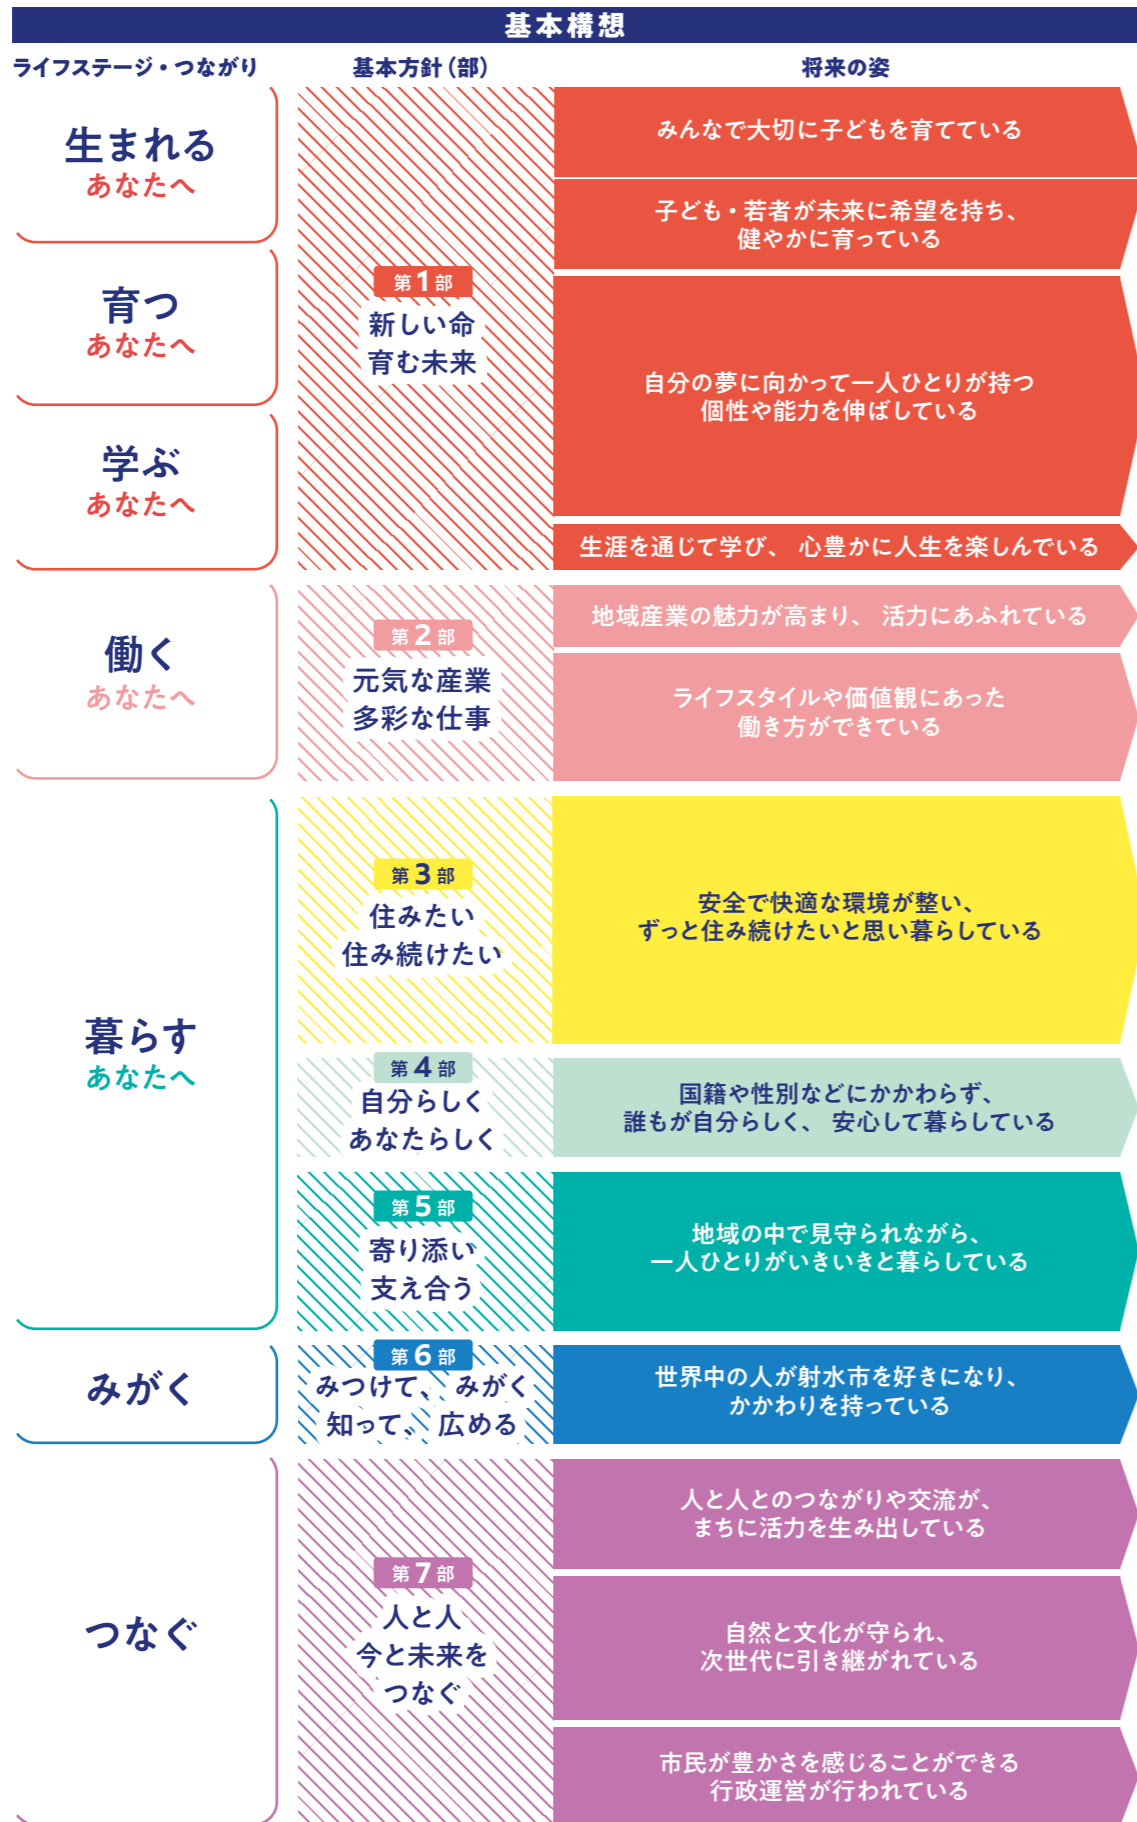 基本構想
ライフステージ・つながり
基本方針(部)
将来の姿
生まれる
あなたへ
育つ
あなたへ
学ぶ
あなたへ
第1部
新しい命
育む未来
みんなで大切に子どもを育てている
子ども・若者が未来に希望を持ち、
健やかに育っている
自分の夢に向かって一人ひとりが持つ
個性や能力を伸ばしている
生涯を通じて学び、 心豊かに人生を楽しんでいる
働く
あなたへ
第2部
元気な産業
多彩な仕事
地域産業の魅力が高まり、 活力にあふれている
ライフスタイルや価値観にあった
働き方ができている
暮らす
あなたへ
第3部
住みたい
住み続けたい
安全で快適な環境が整い、
ずっと住み続けたいと思い暮らしている
第4部
自分らしく
あなたらしく
国籍や性別などにかかわらず、
誰もが自分らしく、 安心して暮らしている
第5部
寄り添い
支え合う
地域の中で見守られながら、
一人ひとりがいきいきと暮らしている
みがく
第6部
みつけて、 みがく
知って、 広める
世界中の人が射水市を好きになり、
かかわりを持っている
つなぐ
第7部
人と人
今と未来を
つなぐ
人と人とのつながりや交流が、
まちに活力を生み出している
自然と文化が守られ、
次世代に引き継がれている
市民が豊かさを感じることができる
行政運営が行われている